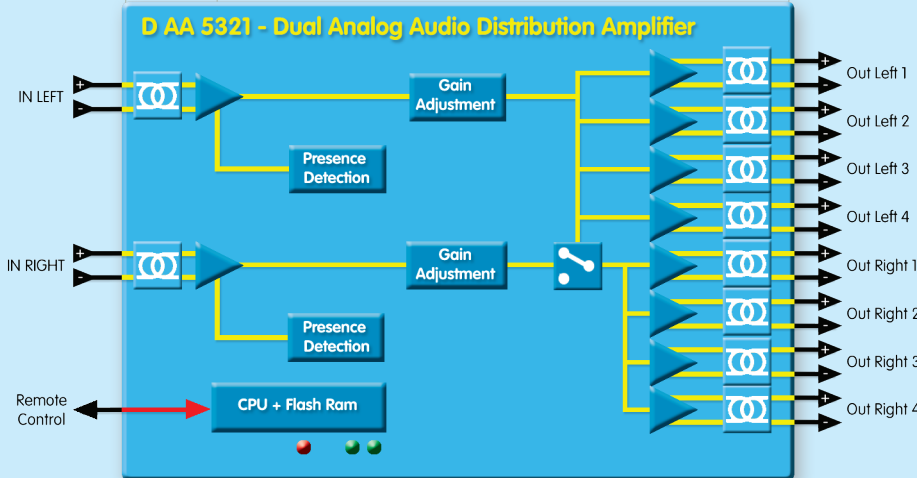 D AA 5321 - Dual Analog Audio Distribution Amplifier
IN LEFT
+
-
Gain
Adjustment
Presence
Detection
IN RIGHT
+
-
Gain
Adjustment
Presence
Detection
Remote
Control
CPU + Flash Ram
+
Out Left 1
-
+
Out Left 2
-
+
Out Left 3
-
+
Out Left 4
-
+
Out Right 1
-
+
Out Right 2
-
+
Out Right 3
-
+
Out Right 4
-